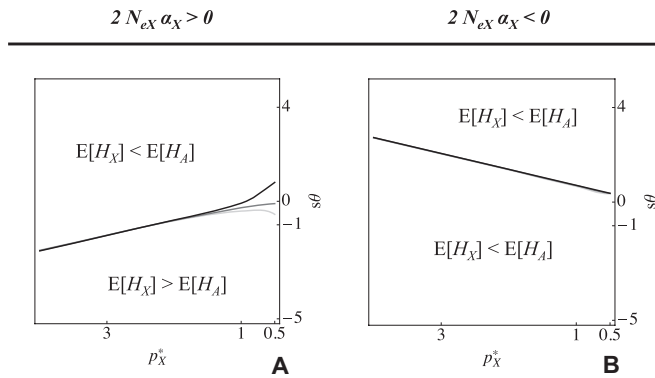 2 N_eX α_X > 0
2 N_eX α_X < 0
4
E[H_X] < E[H_A]
0
−1
sθ
E[H_X] > E[H_A]
−5
3
1
0.5
p*_X
A
4
E[H_X] < E[H_A]
0
−1
sθ
E[H_X] < E[H_A]
−5
3
1
0.5
p*_X
B